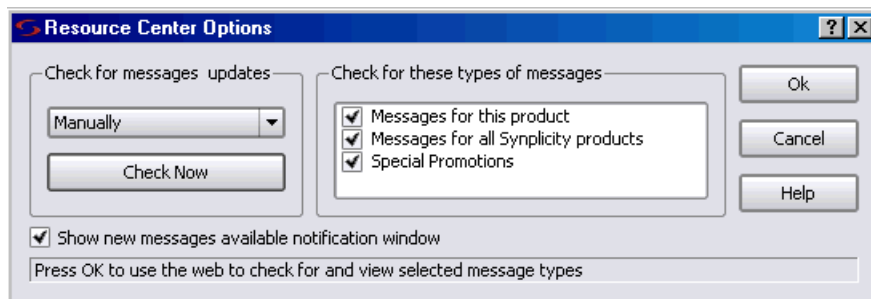 Resource Center Options
Check for messages updates
Check for these types of messages
Manually
Check Now
Messages for this product
Messages for all Synplicity products
Special Promotions
Ok
Cancel
Help
Show new messages available notification window
Press OK to use the web to check for and view selected message types